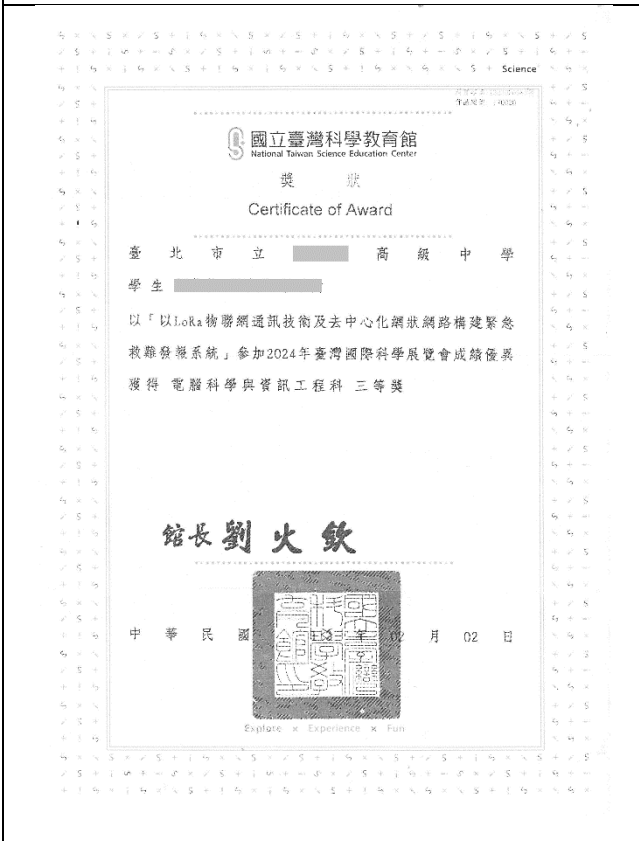 Science
國立臺灣科學教育館
National Taiwan Science Education Center
獎 狀
Certificate of Award
臺 北 市 立 高 級 中 學
學 生
以「以LoRa物聯網通訊技術及去中心化網狀網路構建緊急
救難發報系統」參加2024年臺灣國際科學展覽會成績優異
獲得 電腦科學與資訊工程科 三等獎
館長 劉火欽
中 華 民 國 113 年 02 月 02 日
Explore × Experience × Fun